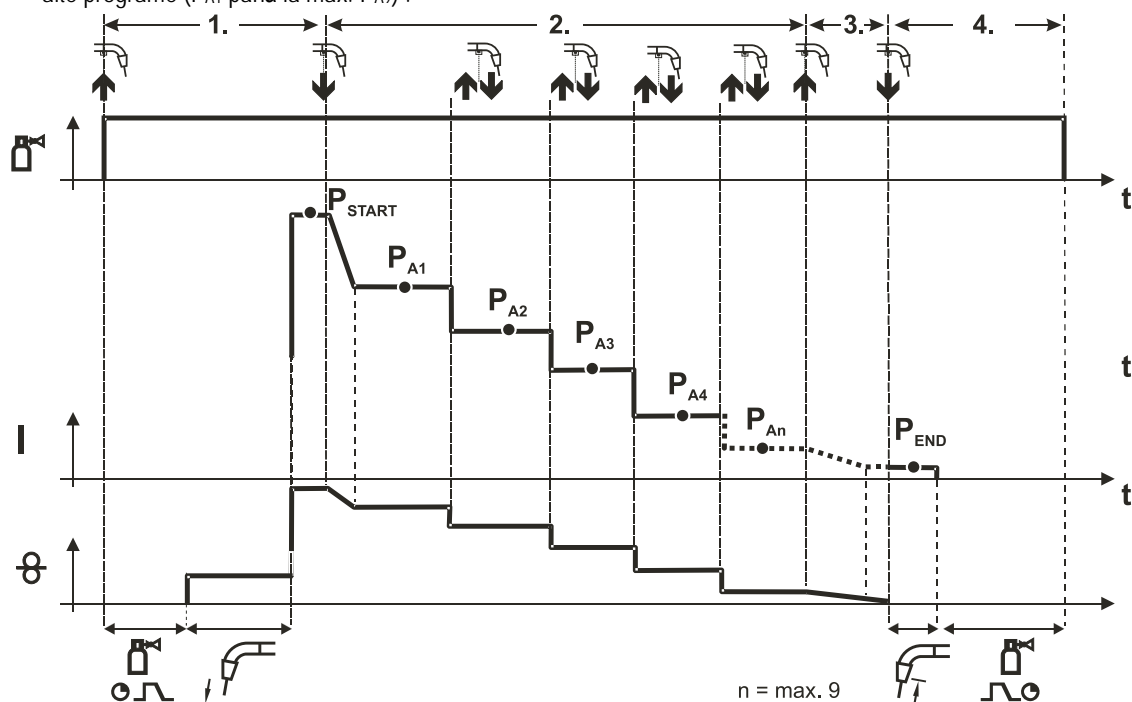 alte programe (PA1 până la max. PA9) .
1. 2. 3. 4.
t
PSTART
PA1
PA2
PA3
t
PA4
PAn
PEND
I
t
n = max. 9